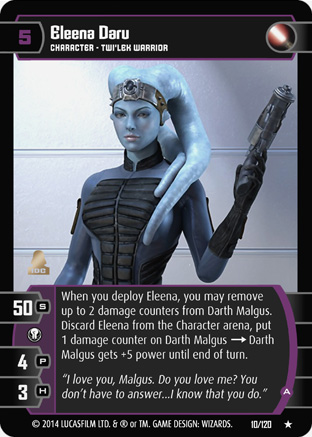 5
Eleena Daru
CHARACTER - TWI'LEK WARRIOR
100
50 S
4 P
3 H
When you deploy Eleena, you may remove
up to 2 damage counters from Darth Malgus.
Discard Eleena from the Character arena, put
1 damage counter on Darth Malgus → Darth
Malgus gets +5 power until end of turn.
"I love you, Malgus. Do you love me? You
don't have to answer...I know that you do."
A
© 2014 LUCASFILM LTD. & ® or TM. GAME DESIGN: WIZARDS.
10/120